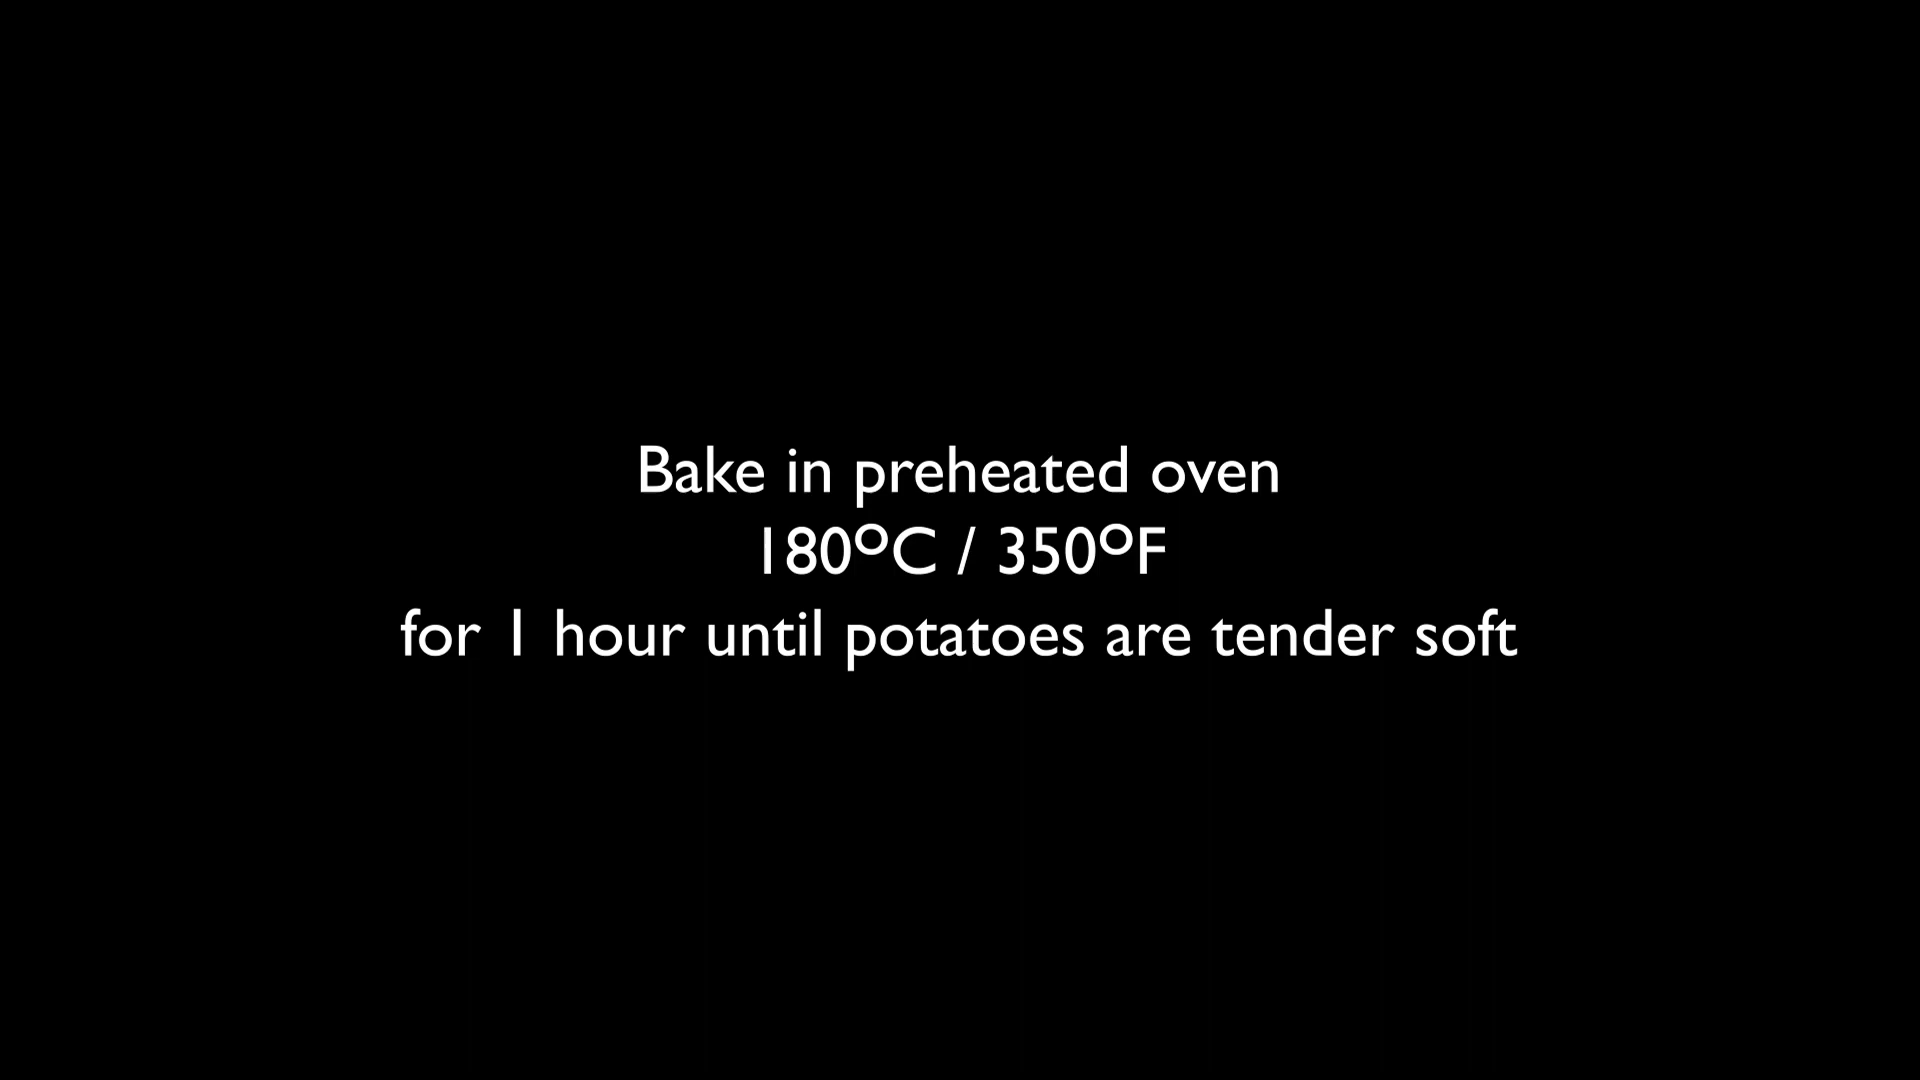 Bake in preheated oven
180ºC / 350ºF
for 1 hour until potatoes are tender soft